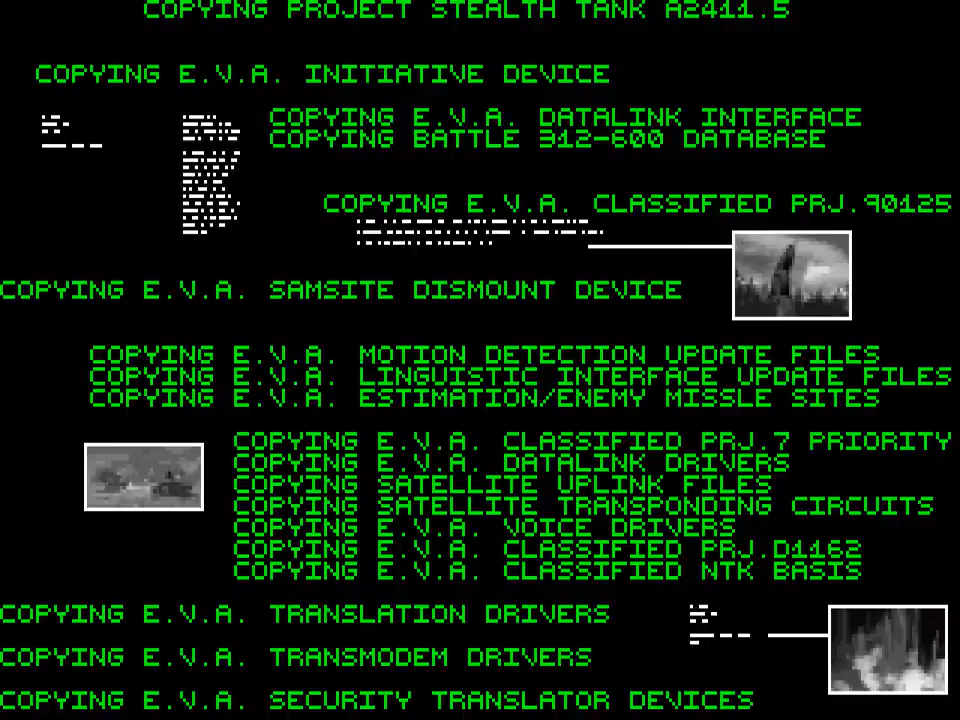 COPYING PROJECT STEALTH TANK A2411.5
COPYING E.V.A. INITIATIVE DEVICE
COPYING E.V.A. DATALINK INTERFACE
COPYING BATTLE 912-600 DATABASE
COPYING E.V.A. CLASSIFIED PRJ.90125
COPYING E.V.A. SAMSITE DISMOUNT DEVICE
COPYING E.V.A. MOTION DETECTION UPDATE FILES
COPYING E.V.A. LINGUISTIC INTERFACE UPDATE FILES
COPYING E.V.A. ESTIMATION/ENEMY MISSLE SITES
COPYING E.V.A. CLASSIFIED PRJ.7 PRIORITY
COPYING E.V.A. DATALINK DRIVERS
COPYING SATELLITE UPLINK FILES
COPYING SATELLITE TRANSPONDING CIRCUITS
COPYING E.V.A. VOICE DRIVERS
COPYING E.V.A. CLASSIFIED PRJ.D1162
COPYING E.V.A. CLASSIFIED NTK BASIS
COPYING E.V.A. TRANSLATION DRIVERS
COPYING E.V.A. TRANSMODEM DRIVERS
COPYING E.V.A. SECURITY TRANSLATOR DEVICES